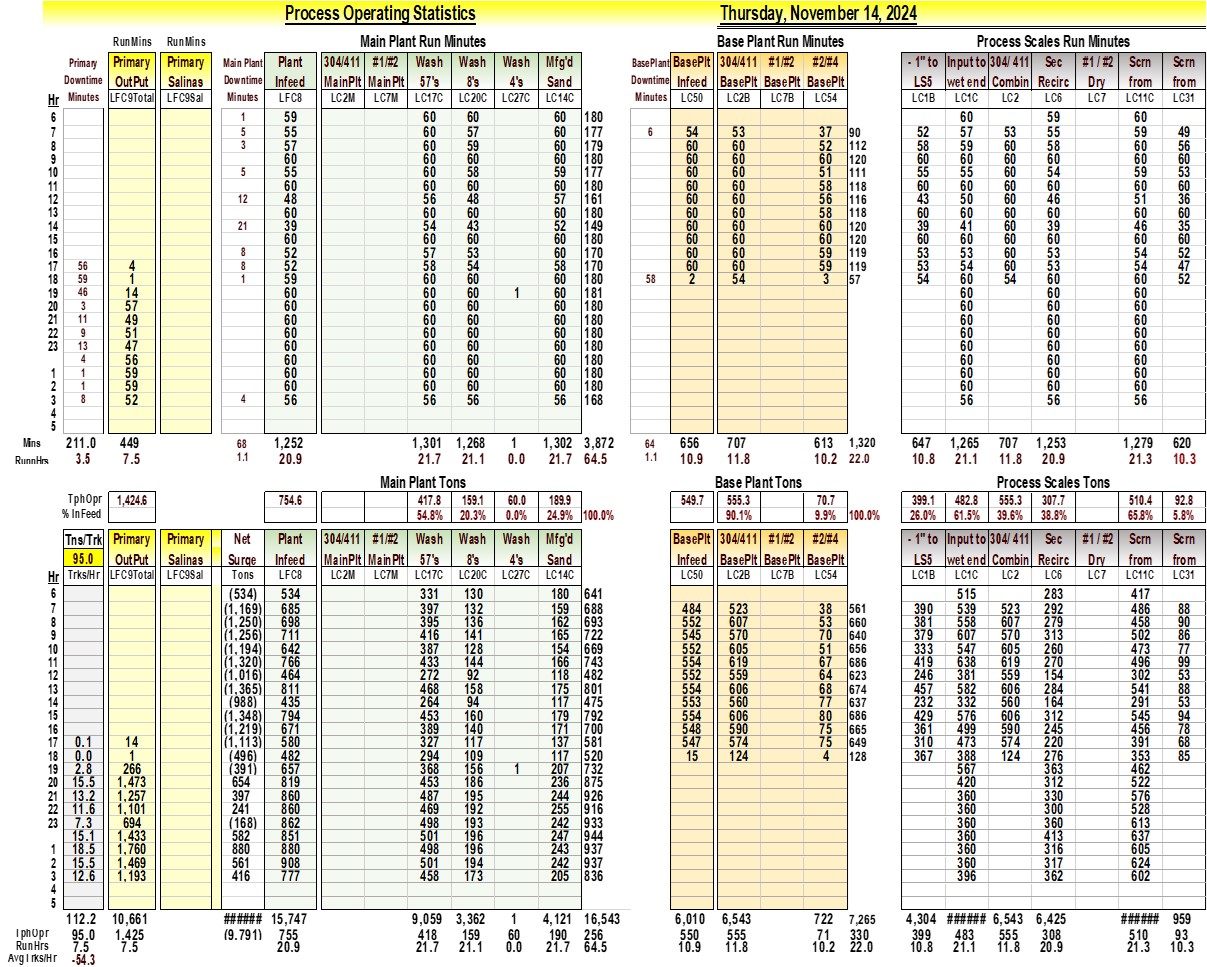 Process Operating Statistics Thursday, November 14, 2024
RunMins RunMins Main Plant Run Minutes Base Plant Run Minutes Process Scales Run Minutes
Primary Primary Primary Main Plant Plant 304/411 #1/#2 Wash Wash Wash Mfg'd BasePlant BasePlt 304/411 #1/#2 #2/#4 - 1" to Input to 304/ 411 Sec #1 / #2 Scrn Scrn
Downtime OutPut Salinas Downtime Infeed MainPlt MainPlt 57's 8's 4's Sand Downtime Infeed BasePlt BasePlt BasePlt LS5 wet end Combin Recirc Dry from from
Hr Minutes LFC9Total LFC9Sal Minutes LFC8 LC2M LC7M LC17C LC20C LC27C LC14C Minutes LC50 LC2B LC7B LC54 LC1B LC1C LC2 LC6 LC7 LC11C LC31
6 1 59 60 60 60 180 60 59 60
7 5 55 60 57 60 177 6 54 53 37 90 52 57 53 55 59 49
8 3 57 60 59 60 179 60 60 52 112 58 59 60 58 60 56
9 60 60 60 60 180 60 60 60 120 60 60 60 60 60 60
10 5 55 60 58 59 177 60 60 51 111 55 55 60 54 59 53
11 60 60 60 60 180 60 60 58 118 60 60 60 60 60 60
12 12 48 56 48 57 161 60 60 56 116 43 50 60 46 51 36
13 60 60 60 60 180 60 60 58 118 60 60 60 60 60 60
14 21 39 54 43 52 149 60 60 60 120 39 41 60 39 46 35
15 60 60 60 60 180 60 60 60 120 60 60 60 60 60 60
16 8 52 57 53 60 170 60 60 59 119 53 53 60 53 54 52
17 56 4 8 52 58 54 58 170 60 60 59 119 53 54 60 53 54 47
18 59 1 1 59 60 60 60 180 58 2 54 3 57 54 60 54 60 60 52
19 46 14 60 60 60 1 60 181 60 60 60
20 3 57 60 60 60 60 180 60 60 60
21 11 49 60 60 60 60 180 60 60 60
22 9 51 60 60 60 60 180 60 60 60
23 13 47 60 60 60 60 180 60 60 60
4 56 60 60 60 60 180 60 60 60
1 1 59 60 60 60 60 180 60 60 60
2 1 59 60 60 60 60 180 60 60 60
3 8 52 4 56 56 56 56 168 56 56 56
4
5
Mins 211.0 449 68 1,252 1,301 1,268 1 1,302 3,872 64 656 707 613 1,320 647 1,265 707 1,253 1,279 620
RunnHrs 3.5 7.5 1.1 20.9 21.7 21.1 0.0 21.7 64.5 1.1 10.9 11.8 10.2 22.0 10.8 21.1 11.8 20.9 21.3 10.3
Main Plant Tons Base Plant Tons Process Scales Tons
TphOpr 1,424.6 754.6 417.8 159.1 60.0 189.9 549.7 555.3 70.7 399.1 482.8 555.3 307.7 510.4 92.8
% InFeed 54.8% 20.3% 0.0% 24.9% 100.0% 90.1% 9.9% 100.0% 26.0% 61.5% 39.6% 38.8% 65.8% 5.8%
Tns/Trk Primary Primary Net Plant 304/411 #1/#2 Wash Wash Wash Mfg'd BasePlt 304/411 #1/#2 #2/#4 - 1" to Input to 304/ 411 Sec #1 / #2 Scrn Scrn
95.0 OutPut Salinas Surge Infeed MainPlt MainPlt 57's 8's 4's Sand Infeed BasePlt BasePlt BasePlt LS5 wet end Combin Recirc Dry from from
Hr Trks/Hr LFC9Total LFC9Sal Tons LFC8 LC2M LC7M LC17C LC20C LC27C LC14C LC50 LC2B LC7B LC54 LC1B LC1C LC2 LC6 LC7 LC11C LC31
6 (534) 534 331 130 180 641 515 283 417
7 (1,169) 685 397 132 159 688 484 523 38 561 390 539 523 292 486 88
8 (1,250) 698 395 136 162 693 552 607 53 660 381 558 607 279 458 90
9 (1,256) 711 416 141 165 722 545 570 70 640 379 607 570 313 502 86
10 (1,194) 642 387 128 154 669 552 605 51 656 333 547 605 260 473 77
11 (1,320) 766 433 144 166 743 554 619 67 686 419 638 619 270 496 99
12 (1,016) 464 272 92 118 482 552 559 64 623 246 381 559 154 302 53
13 (1,365) 811 468 158 175 801 554 606 68 674 457 582 606 284 541 88
14 (988) 435 264 94 117 475 553 560 77 637 232 332 560 164 291 53
15 (1,348) 794 453 160 179 792 554 606 80 686 429 576 606 312 545 94
16 (1,219) 671 389 140 171 700 548 590 75 665 361 499 590 245 456 78
17 0.1 14 (1,113) 580 327 117 137 581 547 574 75 649 310 473 574 220 391 68
18 0.0 1 (496) 482 294 109 117 520 15 124 4 128 367 388 124 276 353 85
19 2.8 266 (391) 657 368 156 1 207 732 567 363 462
20 15.5 1,473 654 819 453 186 236 875 420 312 522
21 13.2 1,257 397 860 487 195 244 926 360 330 576
22 11.6 1,101 241 860 469 192 255 916 360 300 528
23 7.3 694 (168) 862 498 193 242 933 360 360 613
15.1 1,433 582 851 501 196 247 944 360 413 637
1 18.5 1,760 880 880 498 196 243 937 360 316 605
2 15.5 1,469 561 908 501 194 242 937 360 317 624
3 12.6 1,193 416 777 458 173 205 836 396 362 602
4
5
112.2 10,661 ###### 15,747 9,059 3,362 1 4,121 16,543 6,010 6,543 722 7,265 4,304 ###### 6,543 6,425 ###### 959
TphOpr 95.0 1,425 (9,791) 755 418 159 60 190 256 550 555 71 330 399 483 555 308 510 93
RunHrs 7.5 7.5 20.9 21.7 21.1 0.0 21.7 64.5 10.9 11.8 10.2 22.0 10.8 21.1 11.8 20.9 21.3 10.3
AvgTrks/Hr -54.3